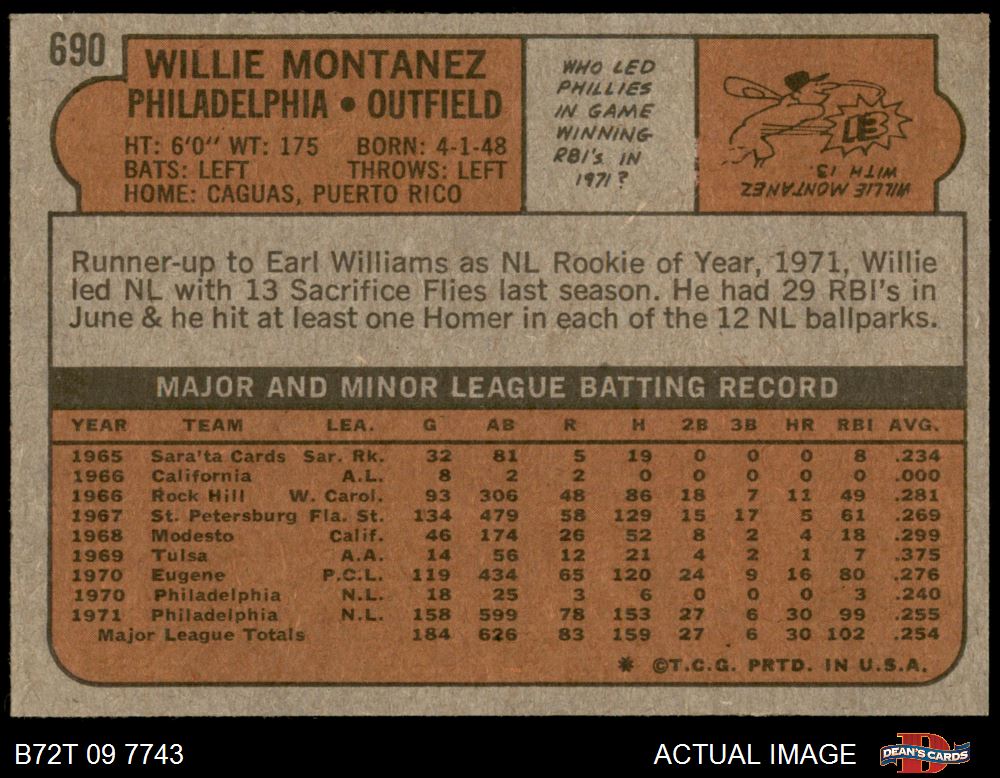 690
WILLIE MONTANEZ
PHILADELPHIA • OUTFIELD
HT: 6'0" WT: 175 BORN: 4-1-48
BATS: LEFT THROWS: LEFT
HOME: CAGUAS, PUERTO RICO
WHO LED
PHILLIES
IN GAME
WINNING
RBI's IN
1971?
WILLIE MONTANEZ
WITH 13.
LB
Runner-up to Earl Williams as NL Rookie of Year, 1971, Willie
led NL with 13 Sacrifice Flies last season. He had 29 RBI's in
June & he hit at least one Homer in each of the 12 NL ballparks.
MAJOR AND MINOR LEAGUE BATTING RECORD
YEAR TEAM LEA. G AB R H 2B 3B HR RBI AVG.
1965 Sara'ta Cards Sar. Rk. 32 81 5 19 0 0 0 8 .234
1966 California A.L. 8 2 2 0 0 0 0 0 .000
1966 Rock Hill W. Carol. 93 306 48 86 18 7 11 49 .281
1967 St. Petersburg Fla. St. 134 479 58 129 15 17 5 61 .269
1968 Modesto Calif. 46 174 26 52 8 2 4 18 .299
1969 Tulsa A.A. 14 56 12 21 4 2 1 7 .375
1970 Eugene P.C.L. 119 434 65 120 24 9 16 80 .276
1970 Philadelphia N.L. 18 25 3 6 0 0 0 3 .240
1971 Philadelphia N.L. 158 599 78 153 27 6 30 99 .255
Major League Totals 184 626 83 159 27 6 30 102 .254
* ©T.C.G. PRTD. IN U.S.A.
B72T 09 7743 ACTUAL IMAGE DEAN'S CARDS